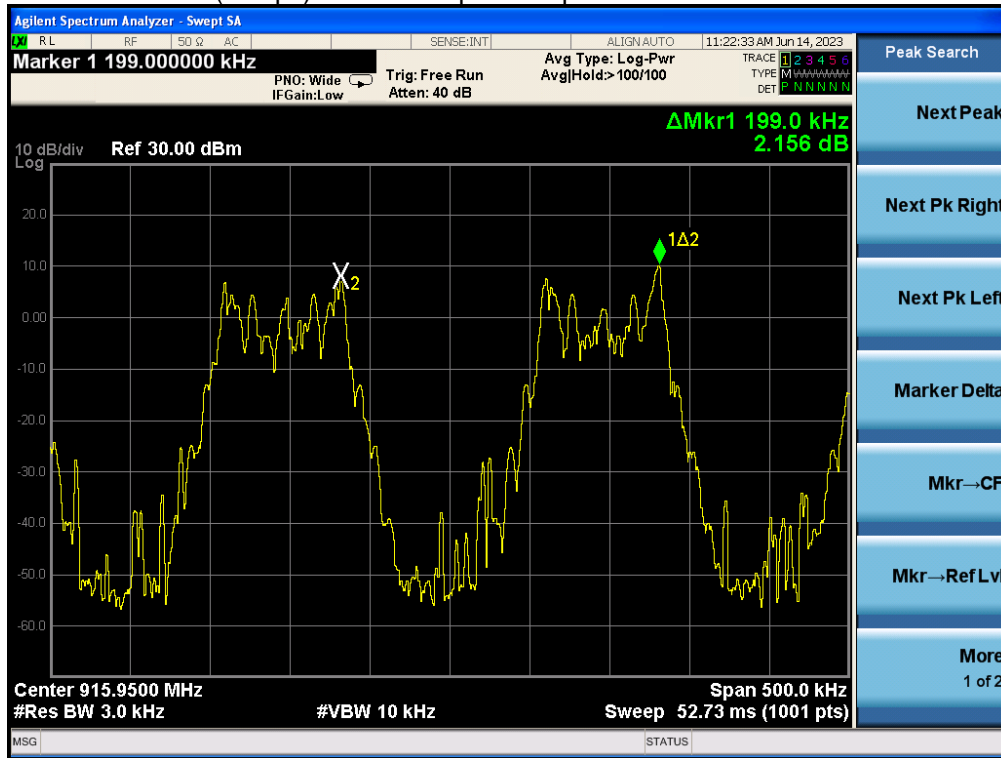 Agilent Spectrum Analyzer - Swept SA
LXI RL RF 50 Ω AC SENSE:INT ALIGN AUTO 11:22:33 AM Jun 14, 2023
Marker 1 199.000000 kHz
PNO: Wide
IFGain:Low
Trig: Free Run
Atten: 40 dB
Avg Type: Log-Pwr
Avg|Hold:>100/100
TRACE 1 2 3 4 5 6
TYPE M WWWWW
DET P N N N N N
Peak Search
Next Peak
Next Pk Right
Next Pk Left
Marker Delta
Mkr→CF
Mkr→Ref Lvl
More
1 of 2
ΔMkr1 199.0 kHz
2.156 dB
10 dB/div Ref 30.00 dBm
Log
20.0
10.0
0.00
-10.0
-20.0
-30.0
-40.0
-50.0
-60.0
X2
1Δ2
Center 915.9500 MHz Span 500.0 kHz
#Res BW 3.0 kHz #VBW 10 kHz Sweep 52.73 ms (1001 pts)
MSG STATUS